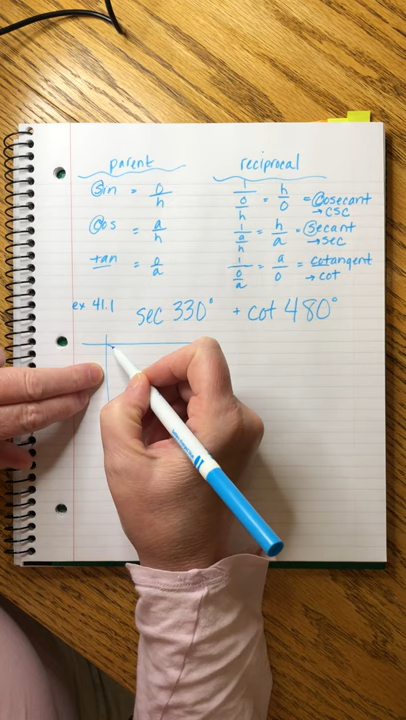 parent
reciprocal
Sin = o/h
1/(o/h) = h/o = Cosecant
→ csc
Cos = a/h
1/(a/h) = h/a = Secant
→ sec
tan = o/a
1/(o/a) = a/o = cotangent
→ cot
ex 41.1 sec 330° + cot 480°